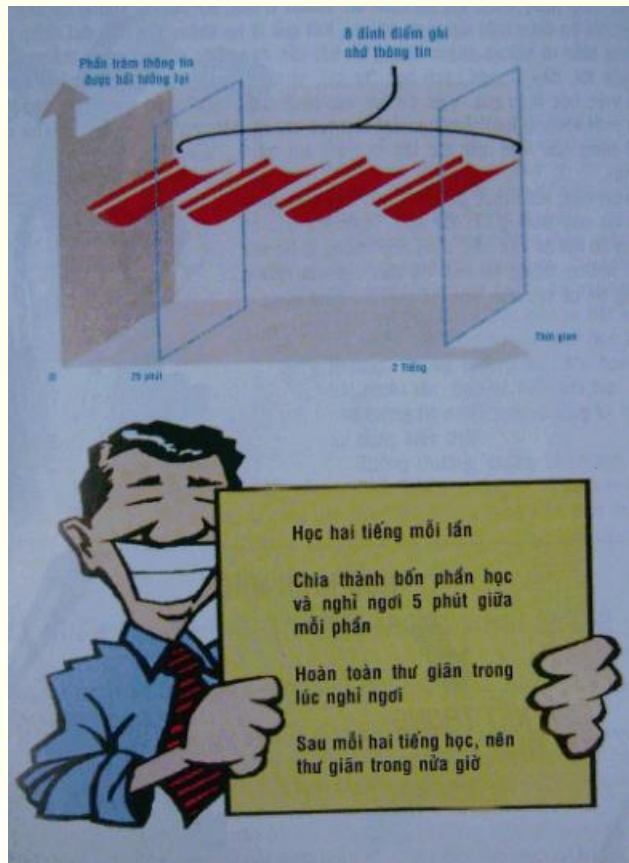 8 đỉnh điểm ghi
nhớ thông tin
Phần trăm thông tin
được hồi tưởng lại
Thời gian
0
25 phút
2 Tiếng
Học hai tiếng mỗi lần
Chia thành bốn phần học
và nghỉ ngơi 5 phút giữa
mỗi phần
Hoàn toàn thư giãn trong
lúc nghỉ ngơi
Sau mỗi hai tiếng học, nên
thư giãn trong nửa giờ